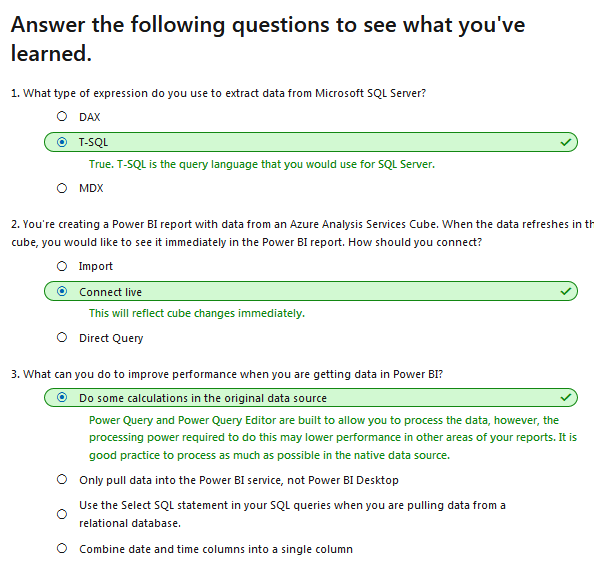 Answer the following questions to see what you've
learned.
1. What type of expression do you use to extract data from Microsoft SQL Server?
DAX
T-SQL
True. T-SQL is the query language that you would use for SQL Server.
MDX
2. You're creating a Power BI report with data from an Azure Analysis Services Cube. When the data refreshes in th
cube, you would like to see it immediately in the Power BI report. How should you connect?
Import
Connect live
This will reflect cube changes immediately.
Direct Query
3. What can you do to improve performance when you are getting data in Power BI?
Do some calculations in the original data source
Power Query and Power Query Editor are built to allow you to process the data, however, the
processing power required to do this may lower performance in other areas of your reports. It is
good practice to process as much as possible in the native data source.
Only pull data into the Power BI service, not Power BI Desktop
Use the Select SQL statement in your SQL queries when you are pulling data from a
relational database.
Combine date and time columns into a single column